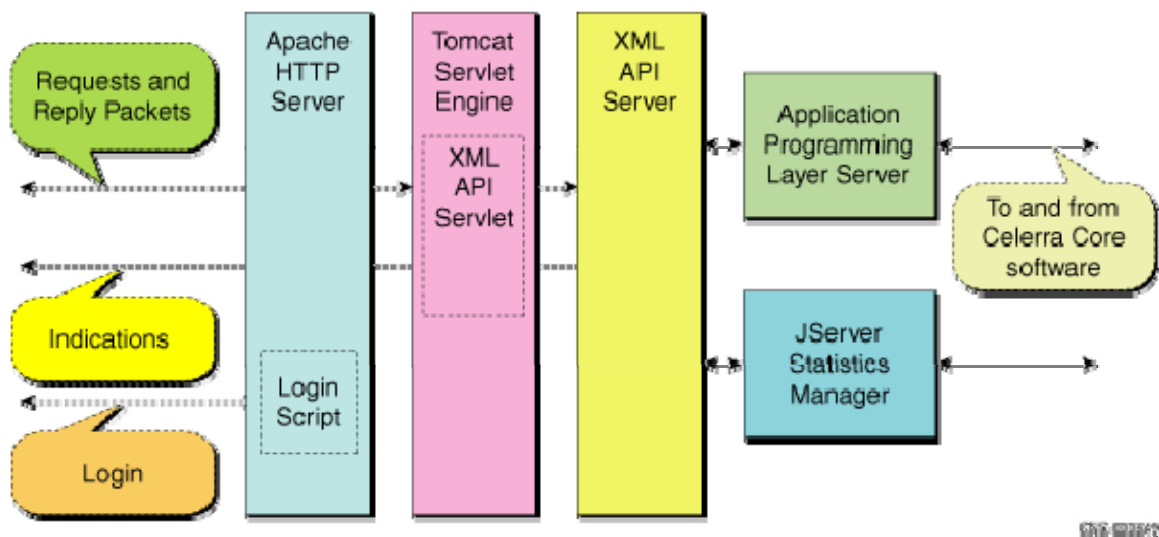 Requests and
Reply Packets
Indications
Login
Apache
HTTP
Server
Login
Script
Tomcat
Servlet
Engine
XML
API
Servlet
XML
API
Server
Application
Programming
Layer Server
To and from
Celerra Core
software
JServer
Statistics
Manager